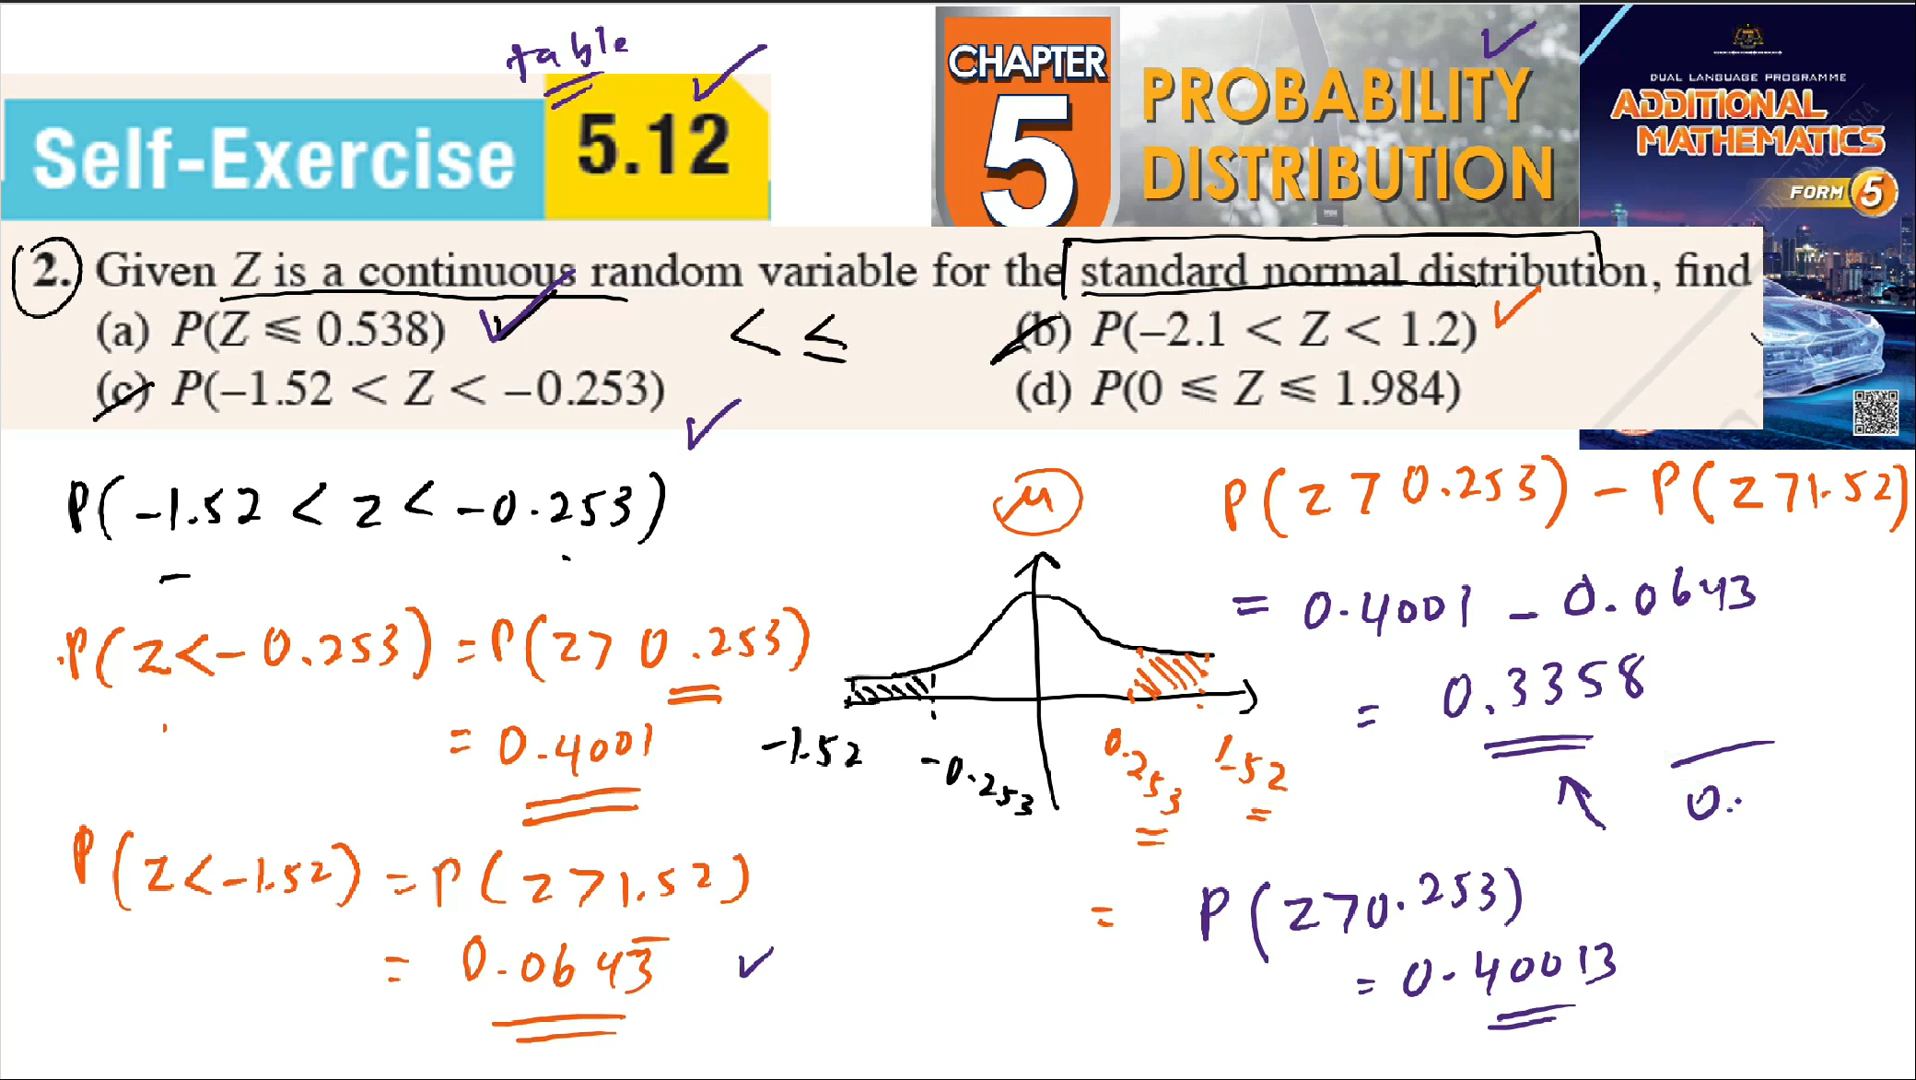 table
Self-Exercise 5.12
CHAPTER 5
PROBABILITY
DISTRIBUTION
DUAL LANGUAGE PROGRAMME
ADDITIONAL
MATHEMATICS
FORM 5
2. Given Z is a continuous random variable for the standard normal distribution, find
(a) P(Z ⩽ 0.538)
< ≤
(b) P(–2.1 < Z < 1.2)
(c) P(–1.52 < Z < –0.253)
(d) P(0 ⩽ Z ⩽ 1.984)
P(-1.52 < z < -0.253)
P(z < -0.253) = P(z > 0.253)
= 0.4001
P(z < -1.52) = P(z > 1.52)
= 0.0643
μ
-1.52
-0.253
0.253
1.52
P(z > 0.253) - P(z > 1.52)
= 0.4001 - 0.0643
= 0.3358
0.
= P(z > 0.253)
= 0.40013